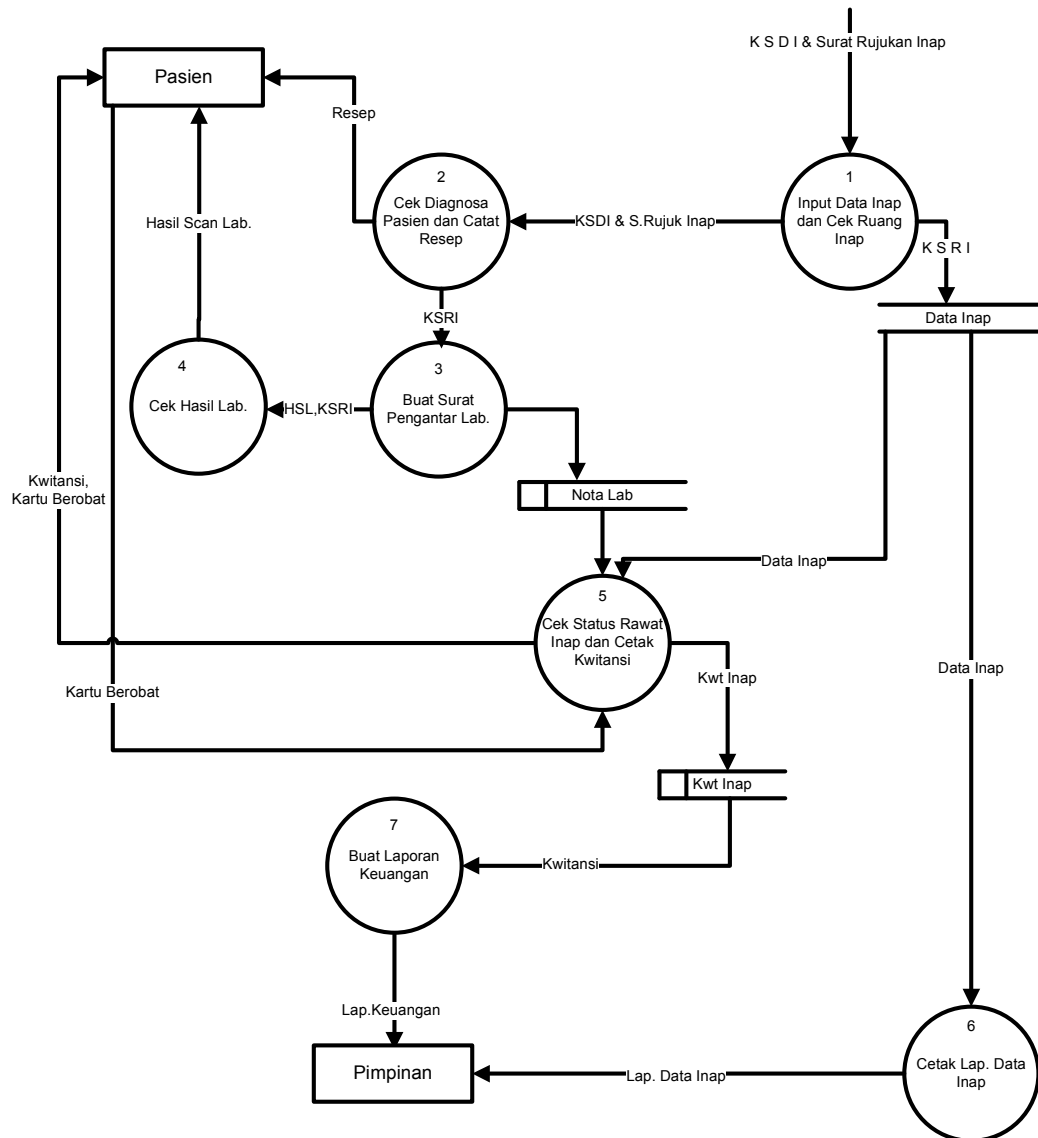 K S D I & Surat Rujukan Inap
Pasien
Resep
2
Cek Diagnosa
Pasien dan Catat
Resep
1
Input Data Inap
dan Cek Ruang
Inap
Hasil Scan Lab.
KSDI & S.Rujuk Inap
K S R I
KSRI
Data Inap
4
Cek Hasil Lab.
3
Buat Surat
Pengantar Lab.
HSL,KSRI
Kwitansi,
Kartu Berobat
Nota Lab
Data Inap
5
Cek Status Rawat
Inap dan Cetak
Kwitansi
Kwt Inap
Data Inap
Kartu Berobat
Kwt Inap
7
Buat Laporan
Keuangan
Kwitansi
Lap.Keuangan
6
Cetak Lap. Data
Inap
Pimpinan
Lap. Data Inap